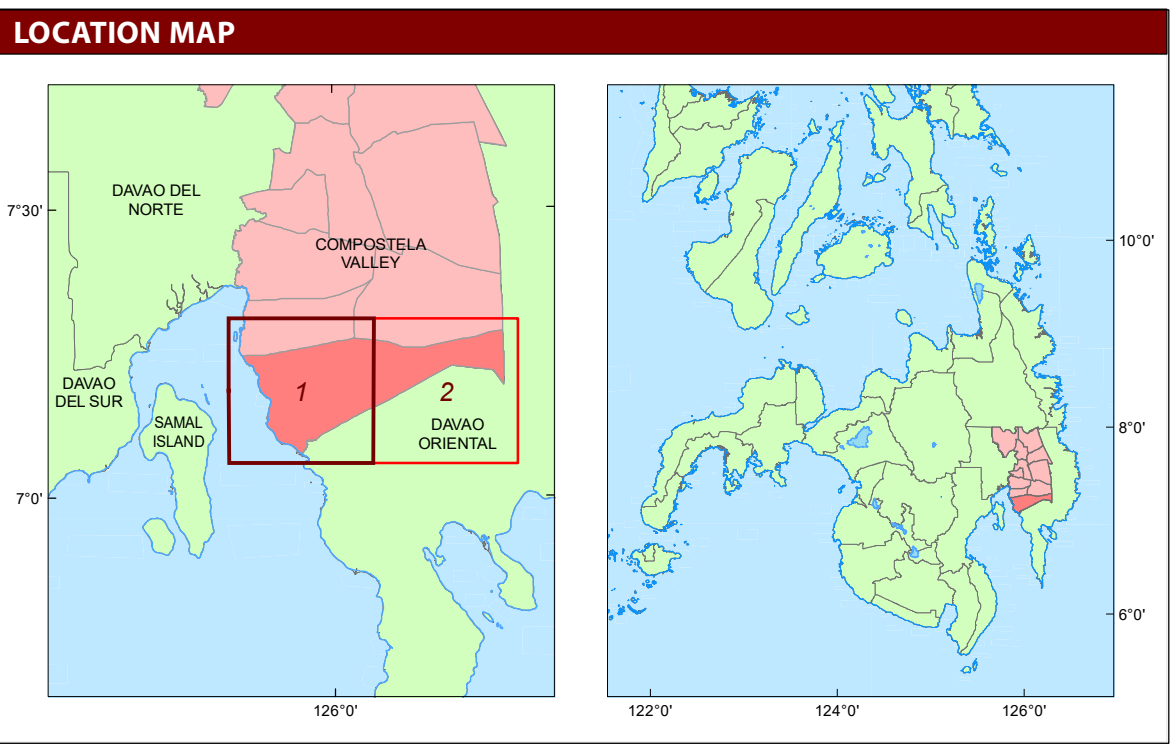 LOCATION MAP
DAVAO DEL
NORTE
7°30'
COMPOSTELA
VALLEY
DAVAO
DEL SUR
SAMAL
ISLAND
1
2
DAVAO
ORIENTAL
7°0'
126°0'
10°0'
8°0'
6°0'
122°0'
124°0'
126°0'